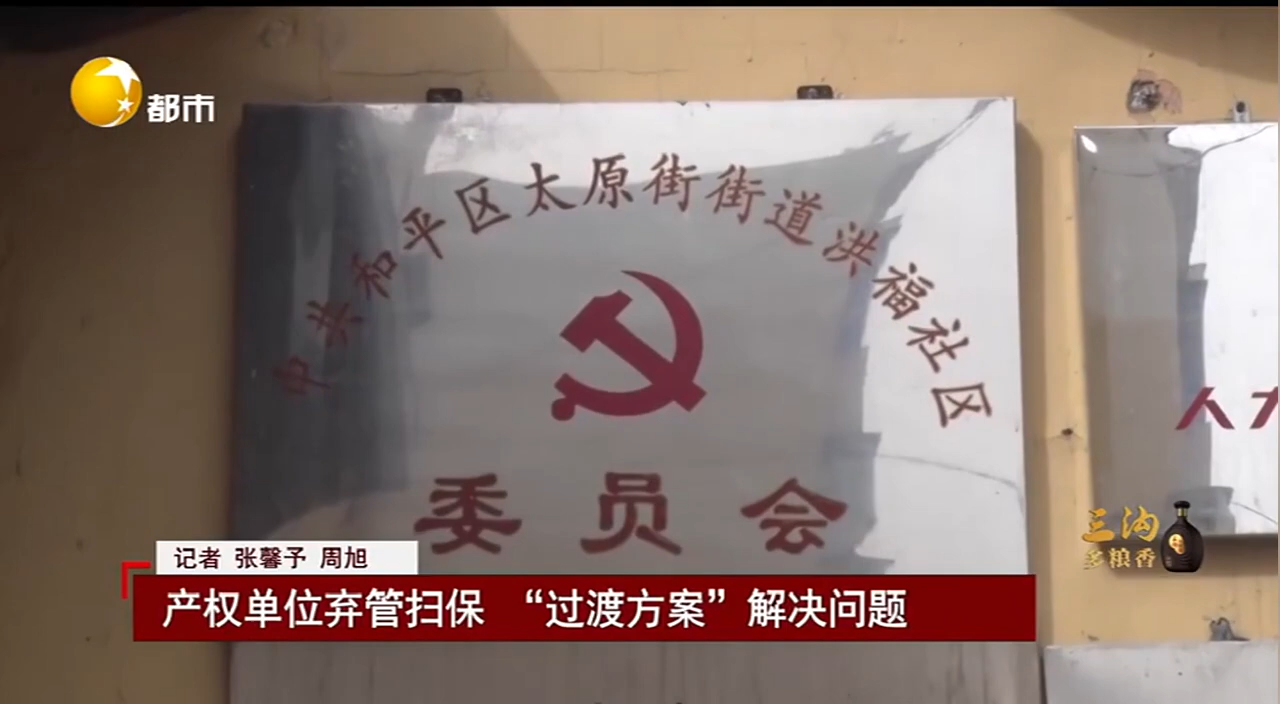 都市
中共和平区太原街街道洪福社区
委员会
人力
三沟
多粮香
记者 张馨予 周旭
产权单位弃管扫保 “过渡方案”解决问题